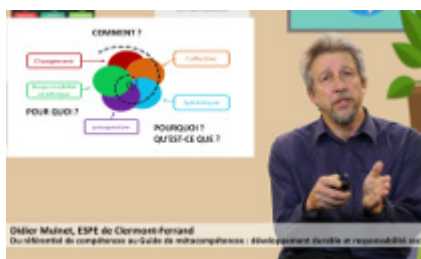 COMMENT ?
Changement
Collective
Systémique
POUR QUOI ?
prospective
POURQUOI ?
QU'EST-CE QUE ?
Didier Mulnet, ESPE de Clermont-Ferrand
Du référentiel de compétences au Guide de métacompétences : développement durable et responsabilité